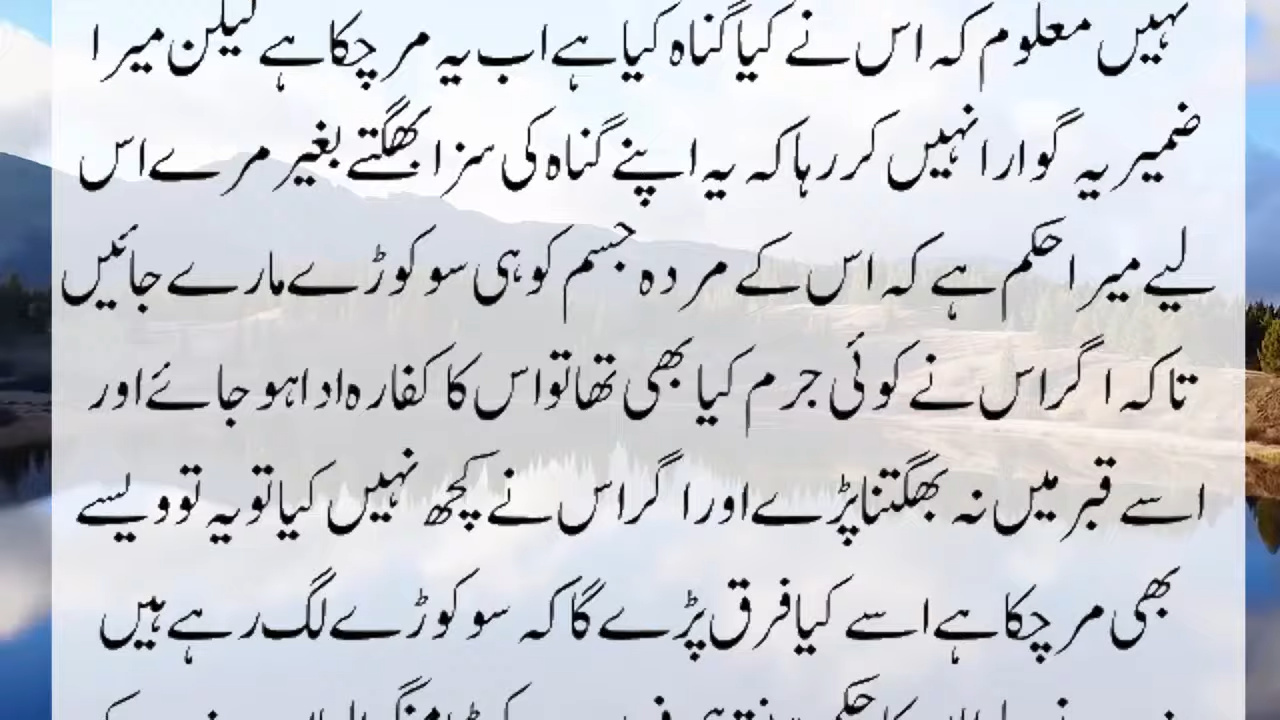 نہیں معلوم کہ اس نے کیا گناہ کیا ہے اب یہ مر چکا ہے لیکن میرا
ضمیر یہ گوارا نہیں کر رہا کہ یہ اپنے گناہ کی سزا بھگتے بغیر مرے اس
لیے میرا حکم ہے کہ اس کے مردہ جسم کو ہی سو کوڑے مارے جائیں
تاکہ اگر اس نے کوئی جرم کیا بھی تھا تو اس کا کفارہ ادا ہو جائے اور
اسے قبر میں نہ بھگتنا پڑے اور اگر اس نے کچھ نہیں کیا تو یہ تو ویسے
بھی مر چکا ہے اسے کیا فرق پڑے گا کہ سو کوڑے لگ رہے ہیں